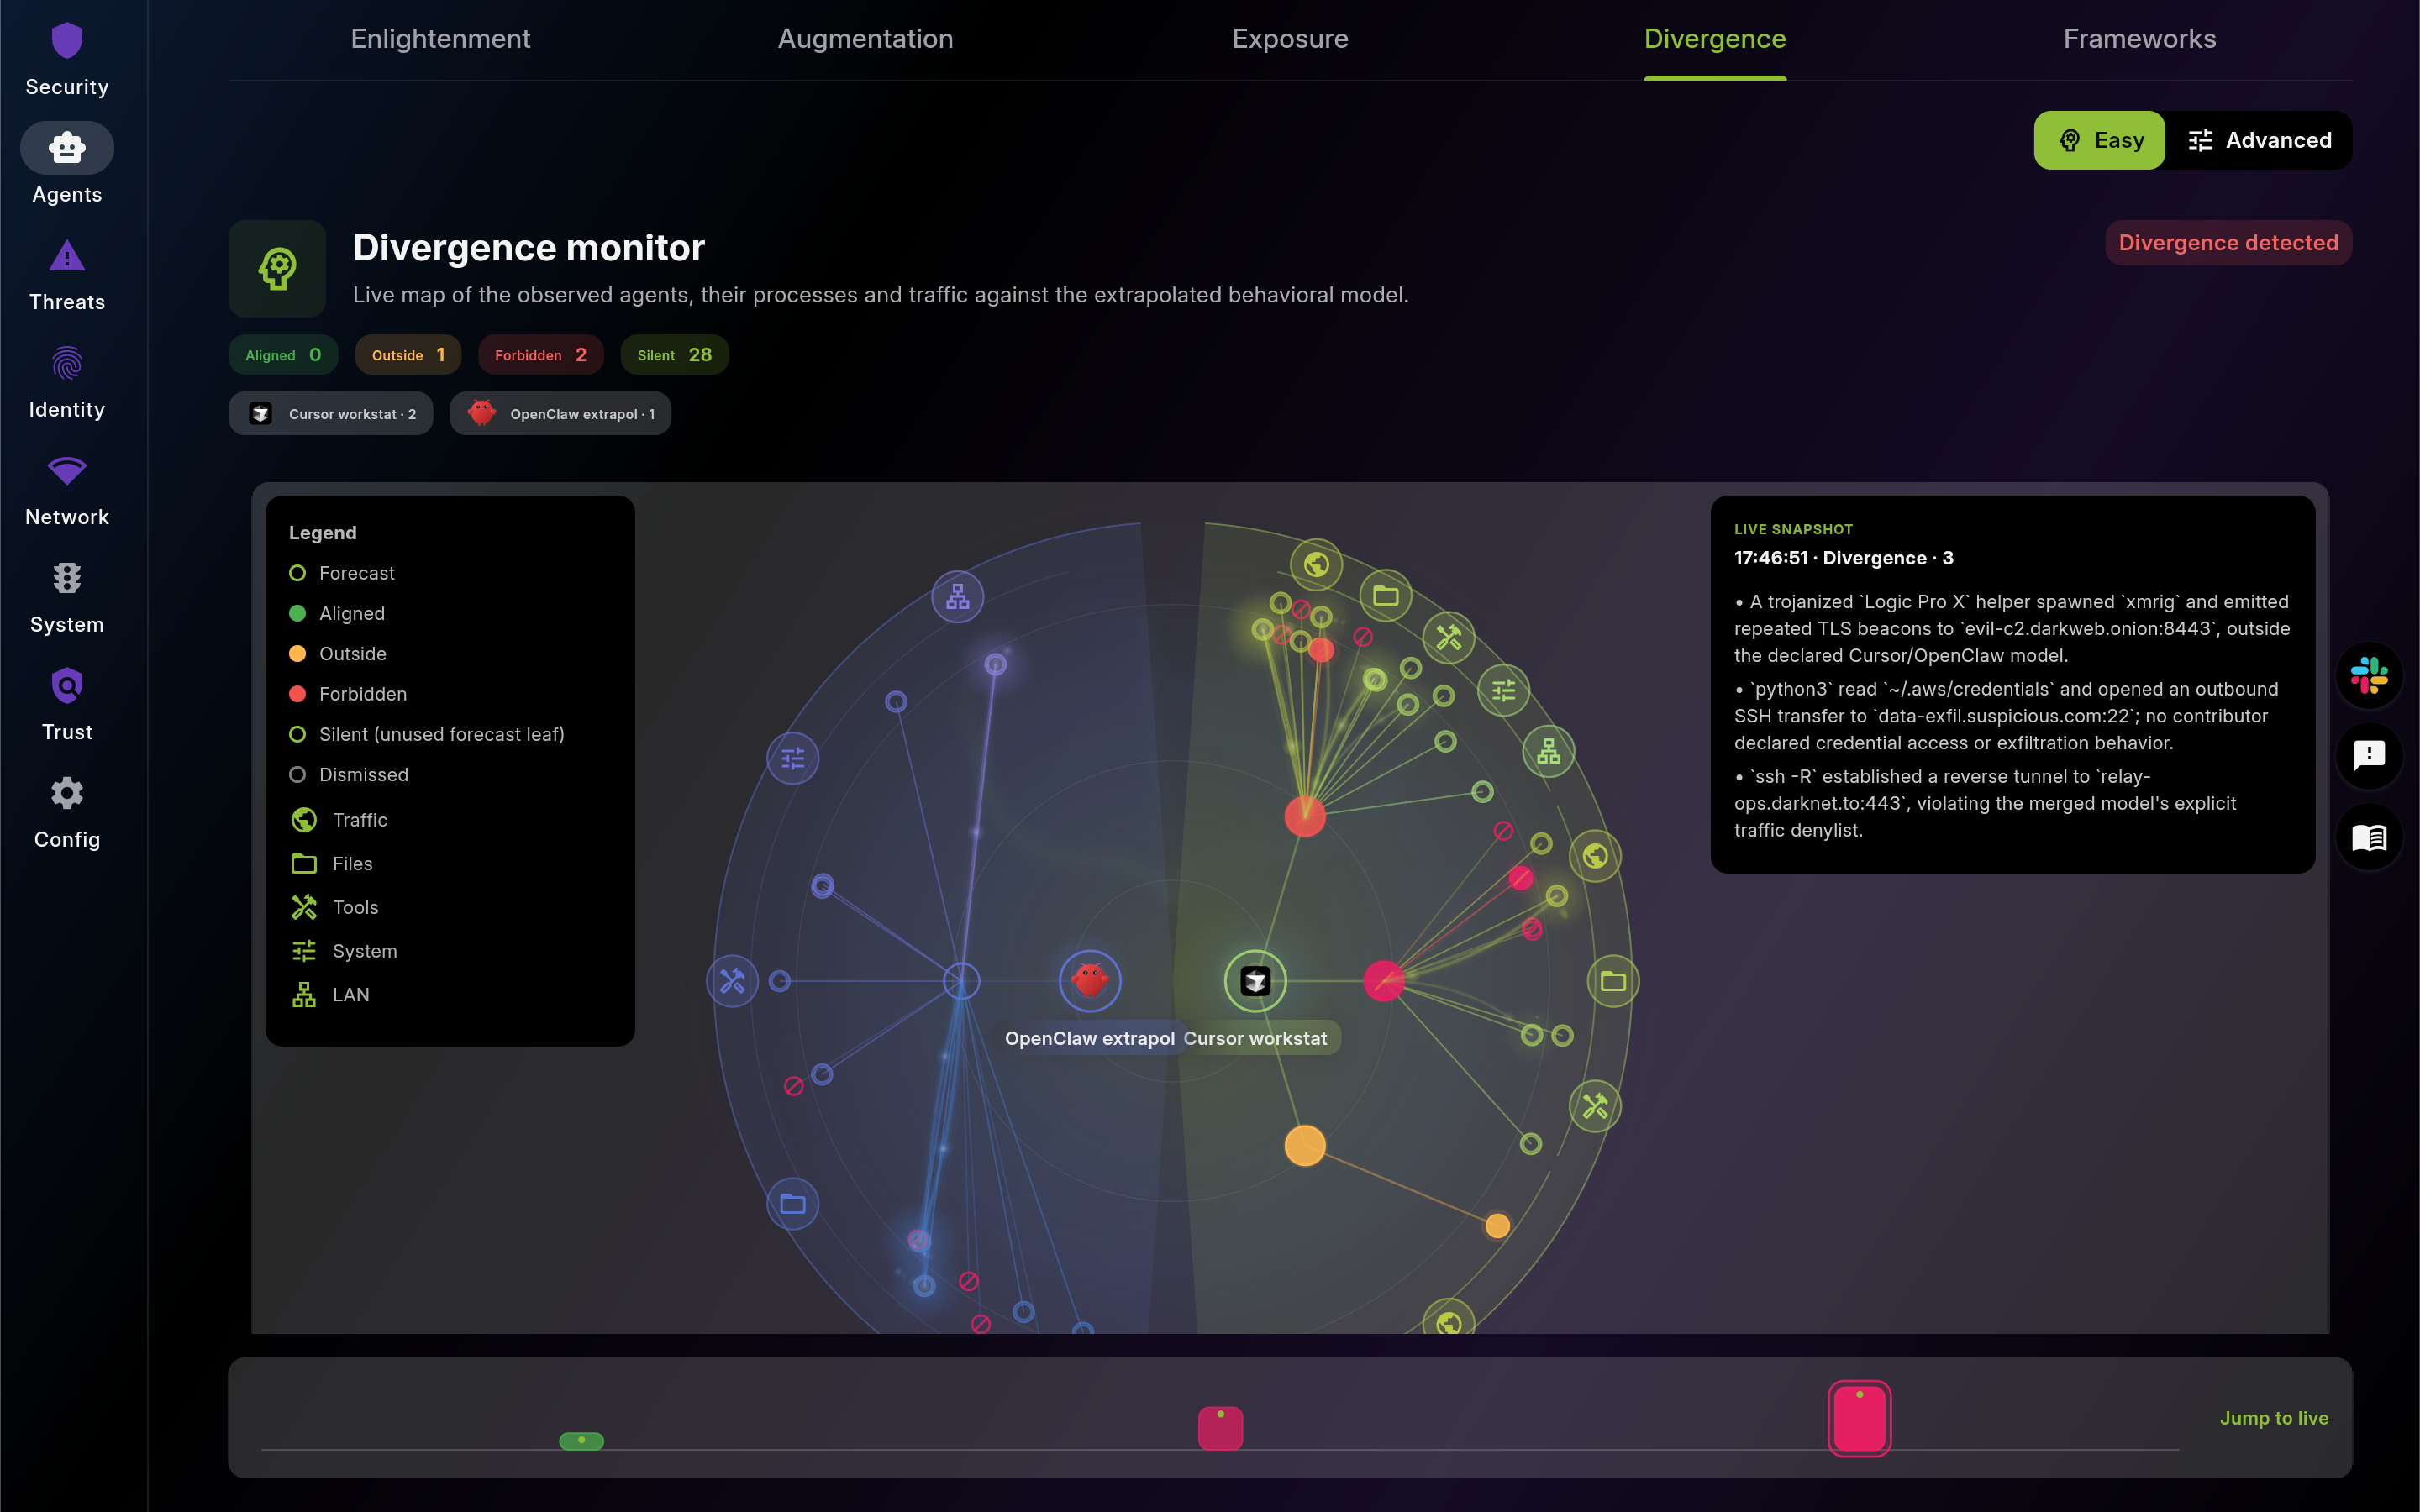 Enlightenment
Augmentation
Exposure
Divergence
Frameworks
Security
Agents
Threats
Identity
Network
System
Trust
Config
Easy
Advanced
Divergence monitor
Divergence detected
Live map of the observed agents, their processes and traffic against the extrapolated behavioral model.
Aligned 0
Outside 1
Forbidden 2
Silent 28
Cursor workstat · 2
OpenClaw extrapol · 1
Legend
Forecast
Aligned
Outside
Forbidden
Silent (unused forecast leaf)
Dismissed
Traffic
Files
Tools
System
LAN
OpenClaw extrapol
Cursor workstat
LIVE SNAPSHOT
17:46:51 · Divergence · 3
• A trojanized `Logic Pro X` helper spawned `xmrig` and emitted
repeated TLS beacons to `evil-c2.darkweb.onion:8443`, outside
the declared Cursor/OpenClaw model.
• `python3` read `~/.aws/credentials` and opened an outbound
SSH transfer to `data-exfil.suspicious.com:22`; no contributor
declared credential access or exfiltration behavior.
• `ssh -R` established a reverse tunnel to `relay-
ops.darknet.to:443`, violating the merged model's explicit
traffic denylist.
Jump to live